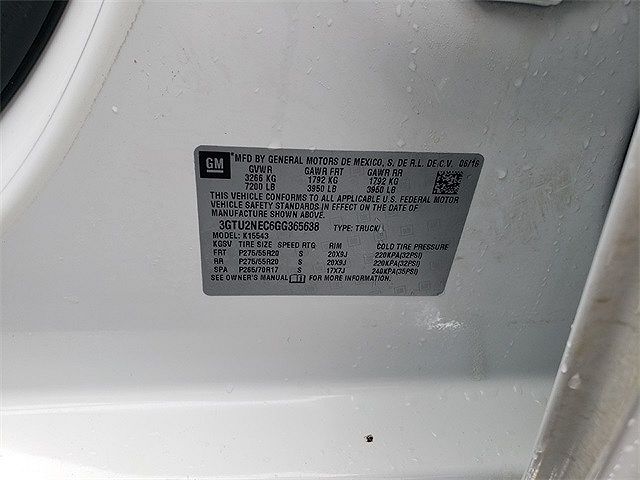 GM *MFD BY GENERAL MOTORS DE MEXICO, S. DE R.L. DE C.V. 06/16
GVWR GAWR FRT GAWR RR
3266 KG 1792 KG 1792 KG
7200 LB 3950 LB 3950 LB
THIS VEHICLE CONFORMS TO ALL APPLICABLE U.S. FEDERAL MOTOR
VEHICLE SAFETY STANDARDS IN EFFECT ON THE DATE OF
MANUFACTURE SHOWN ABOVE.
3GTU2NEC6GG365638 TYPE: TRUCK
MODEL: K15543
KGSV TIRE SIZE SPEED RTG RIM COLD TIRE PRESSURE
FRT P275/55R20 S 20X9J 220KPA(32PSI)
RR P275/55R20 S 20X9J 220KPA(32PSI)
SPA P265/70R17 S 17X7J 240KPA(35PSI)
SEE OWNER'S MANUAL FOR MORE INFORMATION.